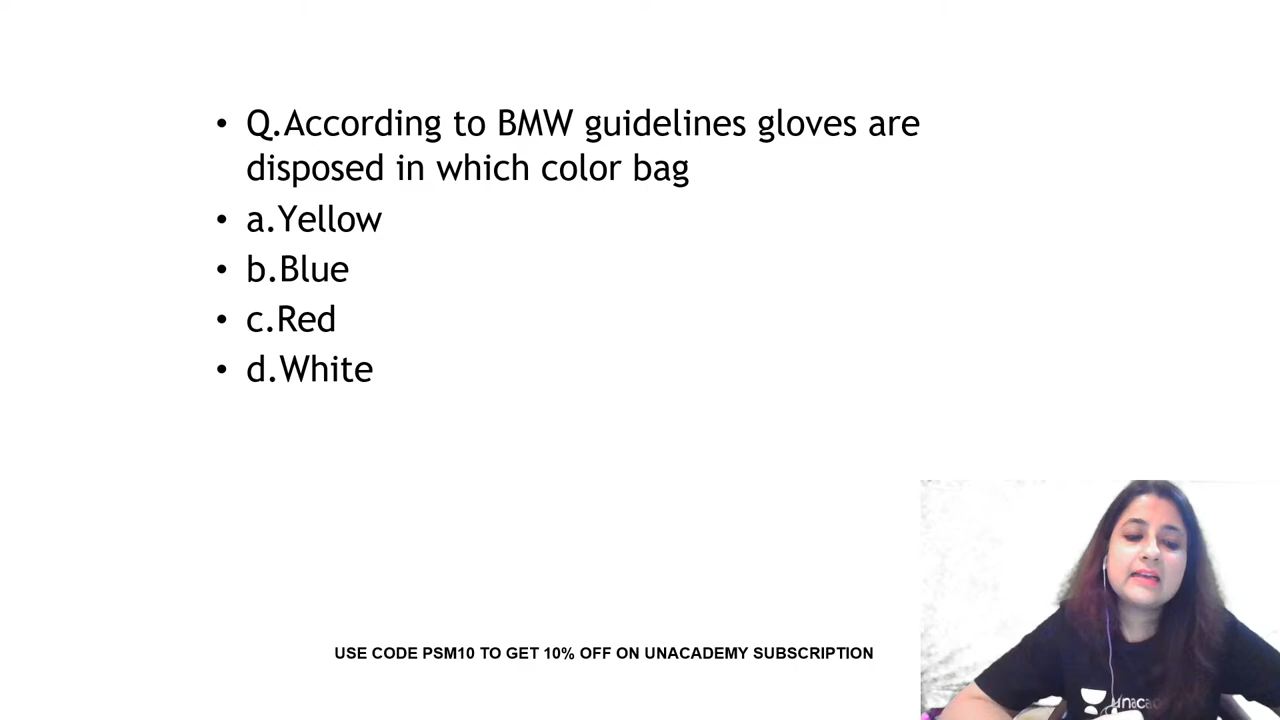 • Q.According to BMW guidelines gloves are
disposed in which color bag
• a.Yellow
• b.Blue
• c.Red
• d.White
USE CODE PSM10 TO GET 10% OFF ON UNACADEMY SUBSCRIPTION